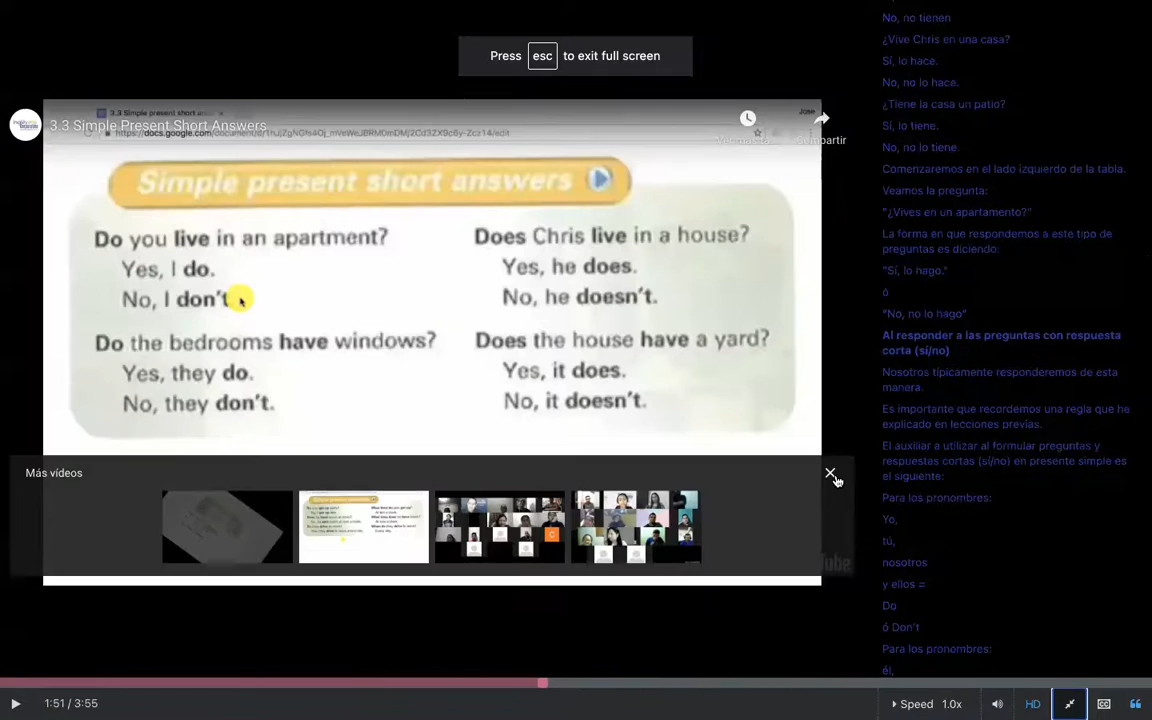 No, no tienen
¿Vive Chris en una casa?
Sí, lo hace.
No, no lo hace.
¿Tiene la casa un patio?
Sí, lo tiene.
No, no lo tiene.
Comenzaremos en el lado izquierdo de la tabla.
Veamos la pregunta:
"¿Vives en un apartamento?"
La forma en que respondemos a este tipo de
preguntas es diciendo:
"Sí, lo hago."
ó
"No, no lo hago"
Al responder a las preguntas con respuesta
corta (sí/no)
Nosotros típicamente responderemos de esta
manera.
Es importante que recordemos una regla que he
explicado en lecciones previas.
El auxiliar a utilizar al formular preguntas y
respuestas cortas (sí/no) en presente simple es
el siguiente:
Para los pronombres:
Yo,
tú,
nosotros
y ellos =
Do
ó Don't
Para los pronombres:
él,
Press esc to exit full screen
3.3 Simple Present short
Jose
3.3 Simple Present Short Answers
Compartir
Simple present short answers
Do you live in an apartment?
Yes, I do.
No, I don't
Do the bedrooms have windows?
Yes, they do.
No, they don't.
Does Chris live in a house?
Yes, he does.
No, he doesn't.
Does the house have a yard?
Yes, it does.
No, it doesn't.
Más vídeos
C
1:51 / 3:55
Speed 1.0x
HD
CC